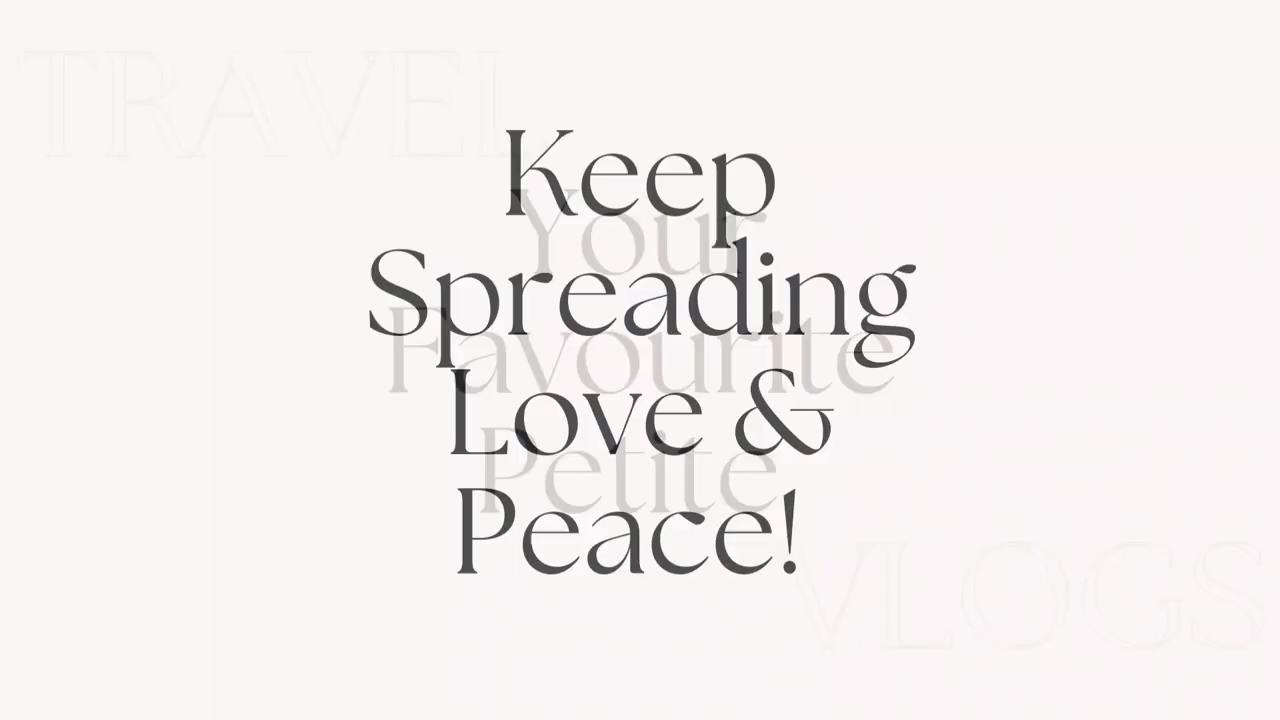 TRAVEL
Keep
Your
Spreading
Favourite
Love &
Petite
Peace!
VLOGS